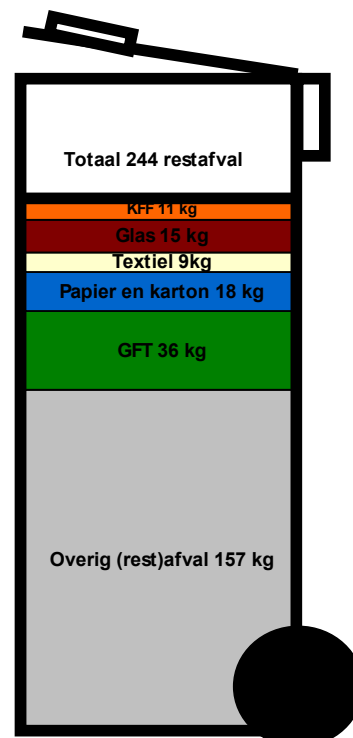 Totaal 244 restafval
KFF 11 kg
Glas 15 kg
Textiel 9kg
Papier en karton 18 kg
GFT 36 kg
Overig (rest)afval 157 kg